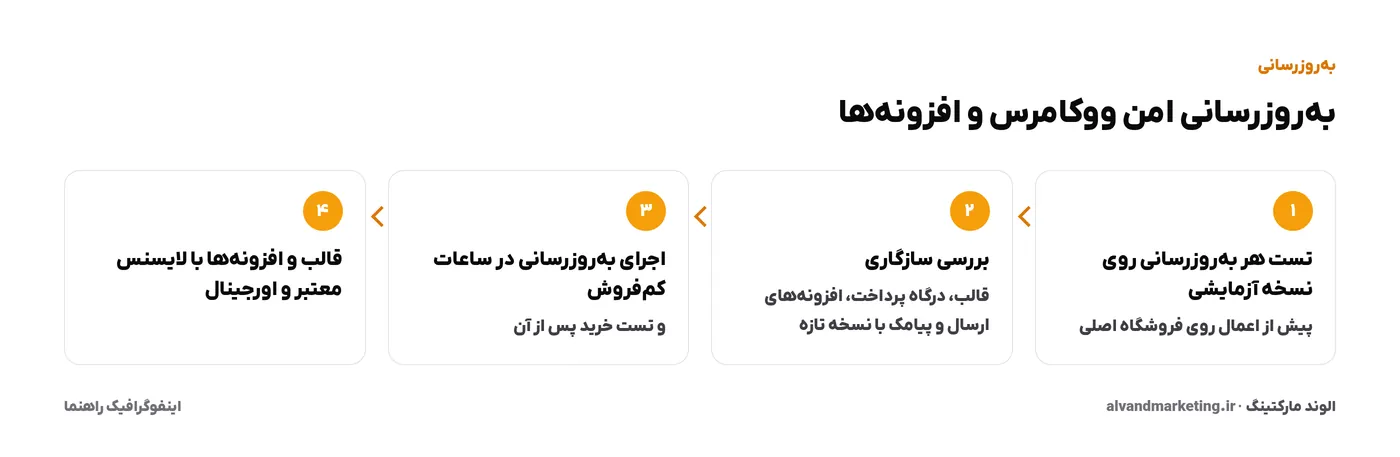 به‌روزرسانی
به‌روزرسانی امن ووکامرس و افزونه‌ها
۱
تست هر به‌روزرسانی روی
نسخه آزمایشی
پیش از اعمال روی فروشگاه اصلی
۲
بررسی سازگاری
قالب، درگاه پرداخت، افزونه‌های
ارسال و پیامک با نسخه تازه
۳
اجرای به‌روزرسانی در ساعات
کم‌فروش
و تست خرید پس از آن
۴
قالب و افزونه‌ها با لایسنس
معتبر و اورجینال
الوند مارکتینگ · alvandmarketing.ir
اینفوگرافیک راهنما